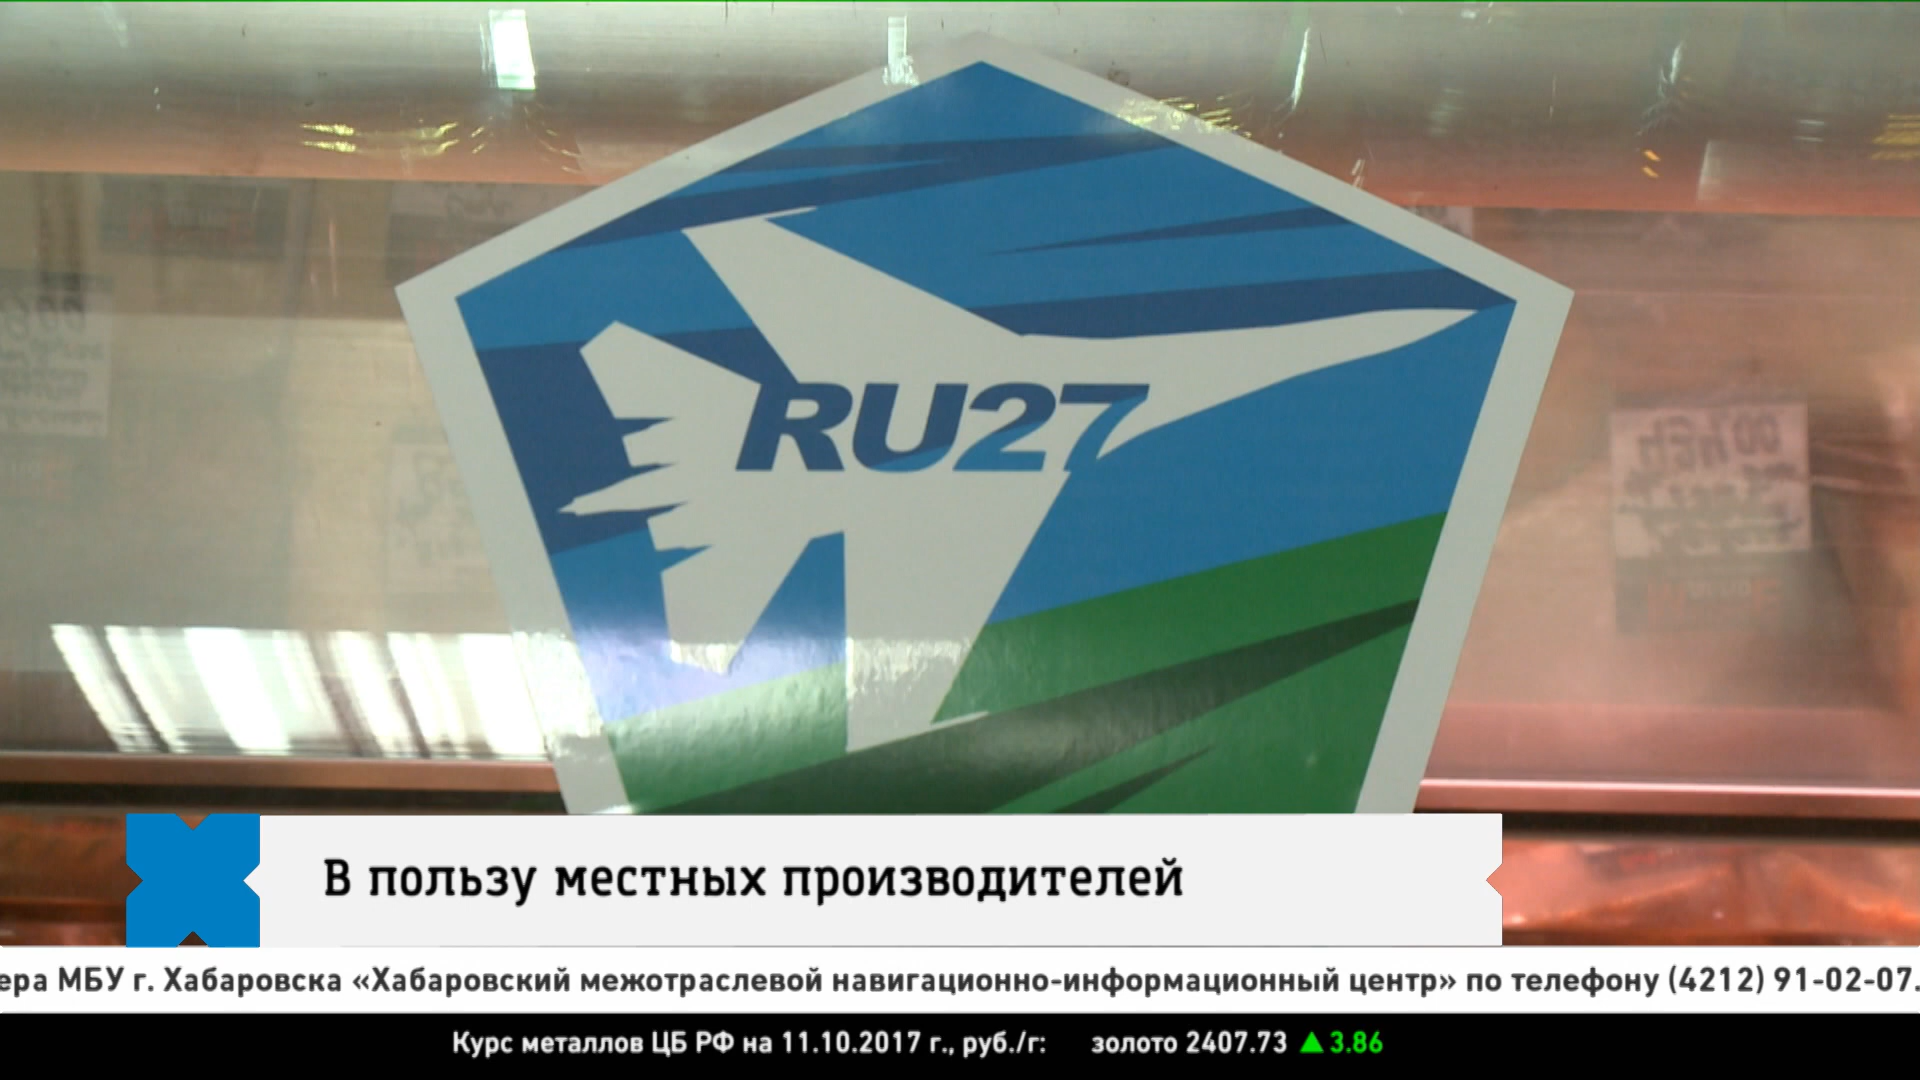 RU27
В пользу местных производителей
ера МБУ г. Хабаровска «Хабаровский межотраслевой навигационно-информационный центр» по телефону (4212) 91-02-07.
Курс металлов ЦБ РФ на 11.10.2017 г., руб./г: золото 2407.73 ▲ 3.86